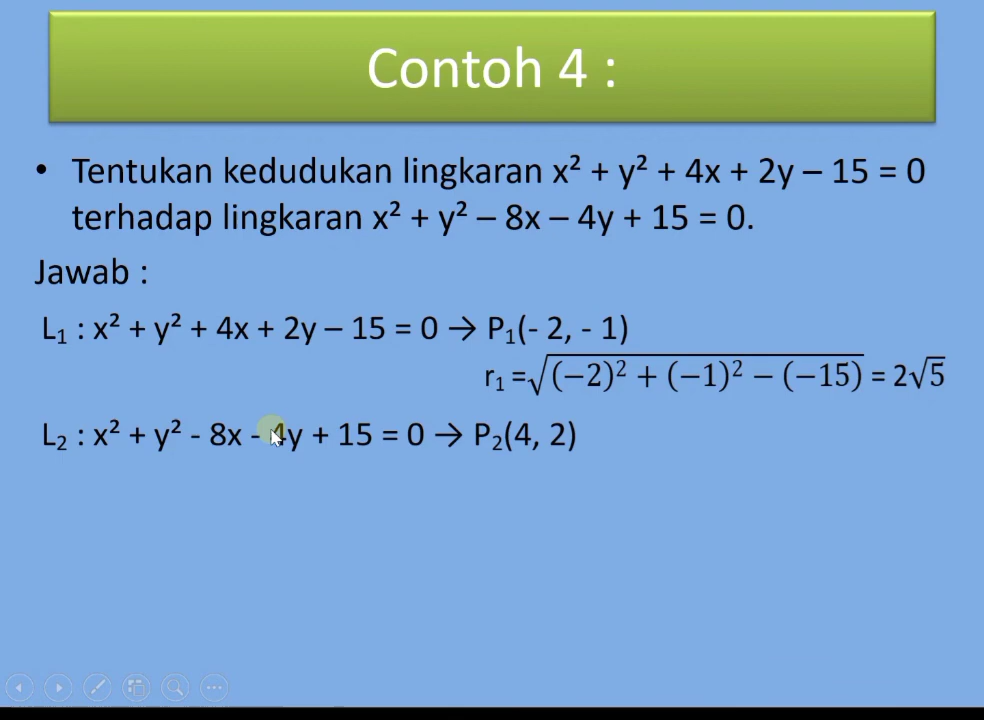 Contoh 4 :
• Tentukan kedudukan lingkaran x² + y² + 4x + 2y – 15 = 0
terhadap lingkaran x² + y² – 8x – 4y + 15 = 0.
Jawab :
L₁ : x² + y² + 4x + 2y – 15 = 0 → P₁(- 2, - 1)
r₁ =√((−2)² + (−1)² − (−15)) = 2√5
L₂ : x² + y² - 8x - 4y + 15 = 0 → P₂(4, 2)